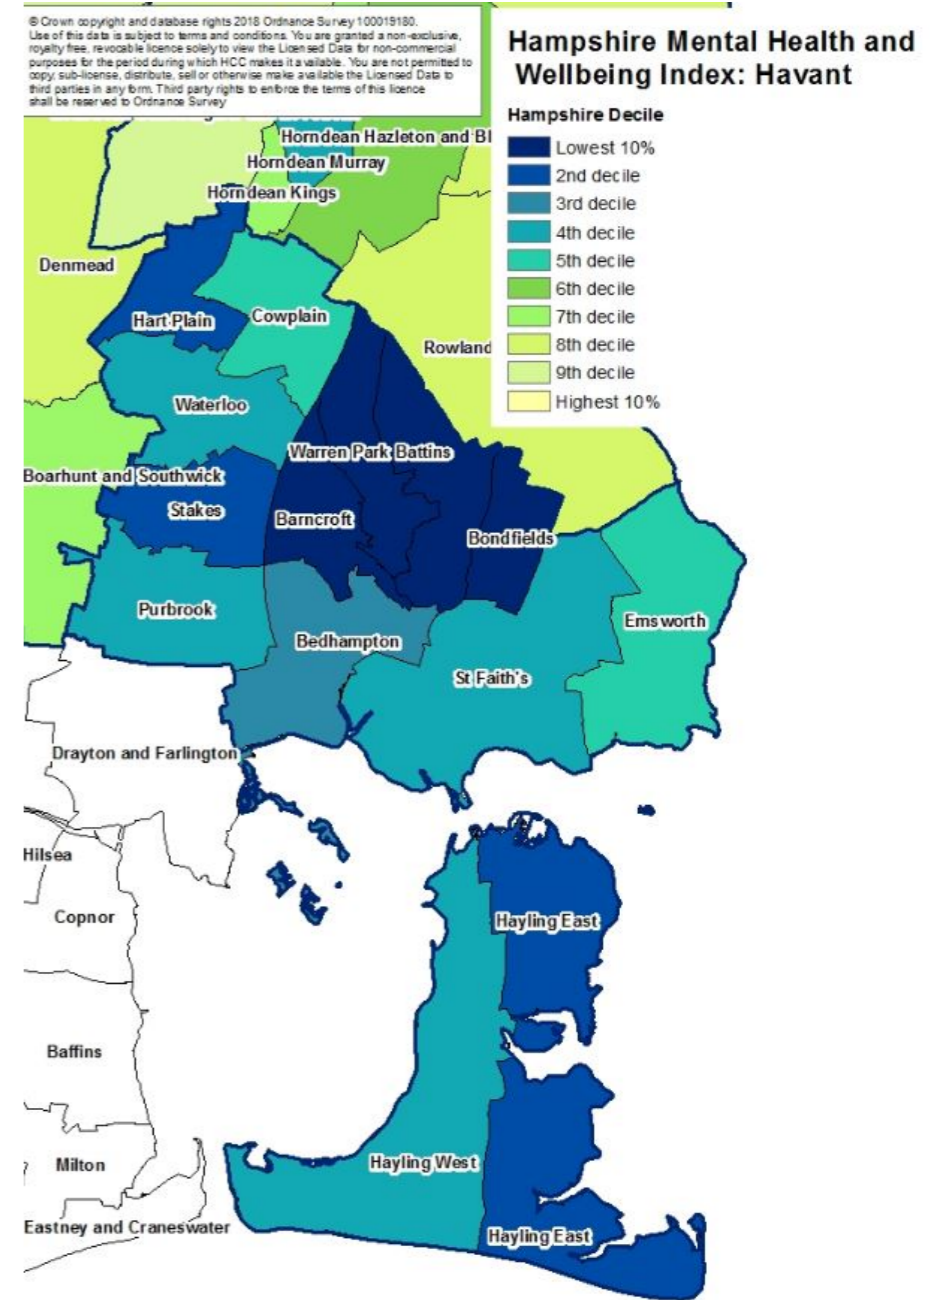 © Crown copyright and database rights 2018 Ordnance Survey 100019180.
Use of this data is subject to terms and conditions. You are granted a non-exclusive,
royalty free, revocable licence solely to view the Licensed Data for non-commercial
purposes for the period during which HCC makes it available. You are not permitted to
copy, sub-license, distribute, sell or otherwise make available the Licensed Data to
third parties in any form. Third party rights to enforce the terms of this licence
shall be reserved to Ordnance Survey
Hampshire Mental Health and
Wellbeing Index: Havant
Hampshire Decile
Lowest 10%
2nd decile
3rd decile
4th decile
5th decile
6th decile
7th decile
8th decile
9th decile
Highest 10%
Horndean Hazleton and Bl
Horndean Murray
Horndean Kings
Denmead
Hart Plain
Cowplain
Rowland
Waterloo
Warren Park
Battins
Boarhunt and Southwick
Stakes
Barncroft
Bondfields
Purbrook
Bedhampton
Emsworth
St Faith's
Drayton and Farlington
Hilsea
Copnor
Hayling East
Baffins
Milton
Hayling West
Eastney and Craneswater
Hayling East